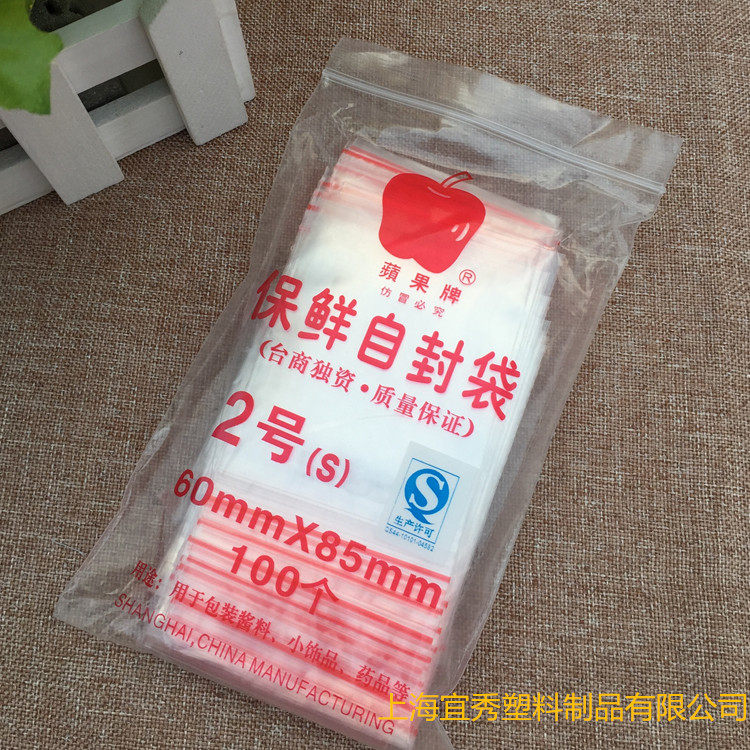 蘋果牌®
仿冒必究
保鲜自封袋
(台商独资·质量保证)
2号(S)
生产许可
60mmX85mm
100个
用途：用于包装酱料、小饰品、药品等
SHANGHAI,CHINA MANUFACTURING
上海宜秀塑料制品有限公司